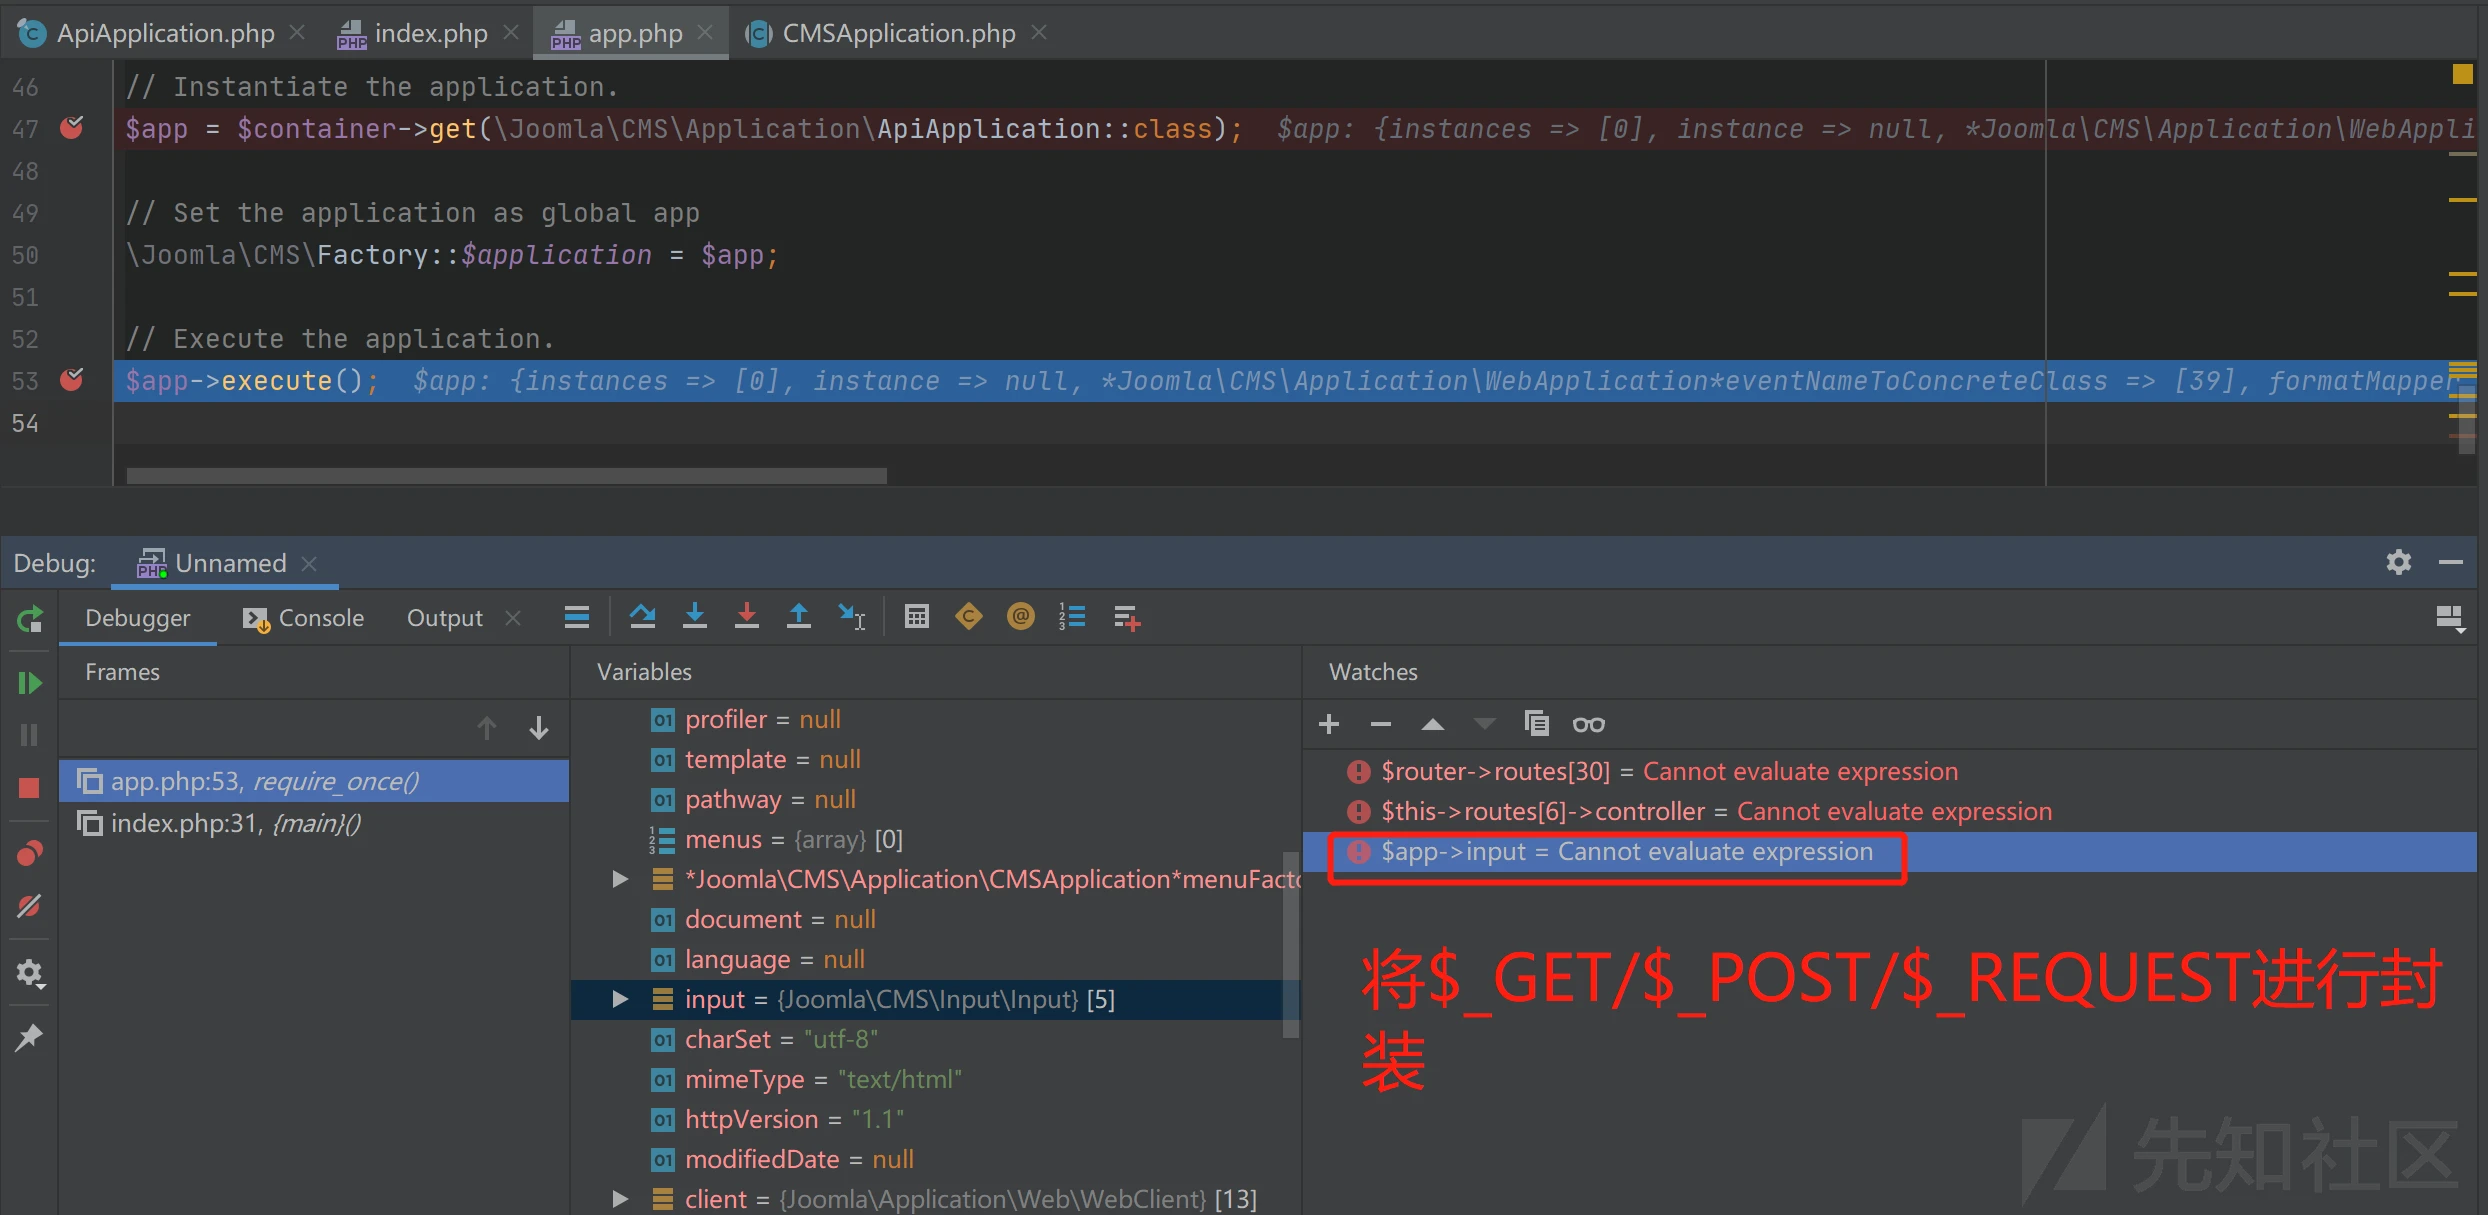 ApiApplication.php
index.php
app.php
CMSApplication.php
46 // Instantiate the application.
47 $app = $container->get(\Joomla\CMS\Application\ApiApplication::class); $app: {instances => [0], instance => null, *Joomla\CMS\Application\WebAppli
48
49 // Set the application as global app
50 \Joomla\CMS\Factory::$application = $app;
51
52 // Execute the application.
53 $app->execute(); $app: {instances => [0], instance => null, *Joomla\CMS\Application\WebApplication*eventNameToConcreteClass => [39], formatMapper
54
Debug: Unnamed
Debugger Console Output
Frames
app.php:53, require_once()
index.php:31, {main}()
Variables
profiler = null
template = null
pathway = null
menus = {array} [0]
*Joomla\CMS\Application\CMSApplication*menuFacto
document = null
language = null
input = {Joomla\CMS\Input\Input} [5]
charSet = "utf-8"
mimeType = "text/html"
httpVersion = "1.1"
modifiedDate = null
client = {Joomla\Application\Web\WebClient} [13]
Watches
$router->routes[30] = Cannot evaluate expression
$this->routes[6]->controller = Cannot evaluate expression
$app->input = Cannot evaluate expression
将$_GET/$_POST/$_REQUEST进行封
装
先知社区